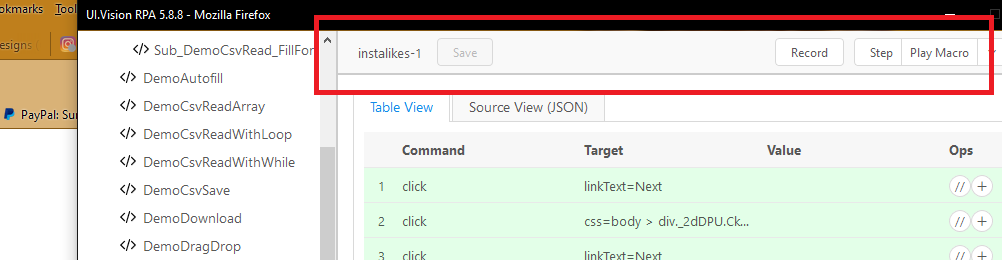 okmarks Tools
UI.Vision RPA 5.8.8 - Mozilla Firefox
esigns
</> Sub_DemoCsvRead_FillFor
instalikes-1 Save Record Step Play Macro
</> DemoAutofill
</> DemoCsvReadArray
Table View Source View (JSON)
PayPal: Su
</> DemoCsvReadWithLoop
Command Target Value Ops
</> DemoCsvReadWithWhile
1 click linkText=Next // +
</> DemoCsvSave
2 click css=body > div._2dDPU.Ck... // +
</> DemoDownload
3 click linkText=Next // +
</> DemoDragDrop